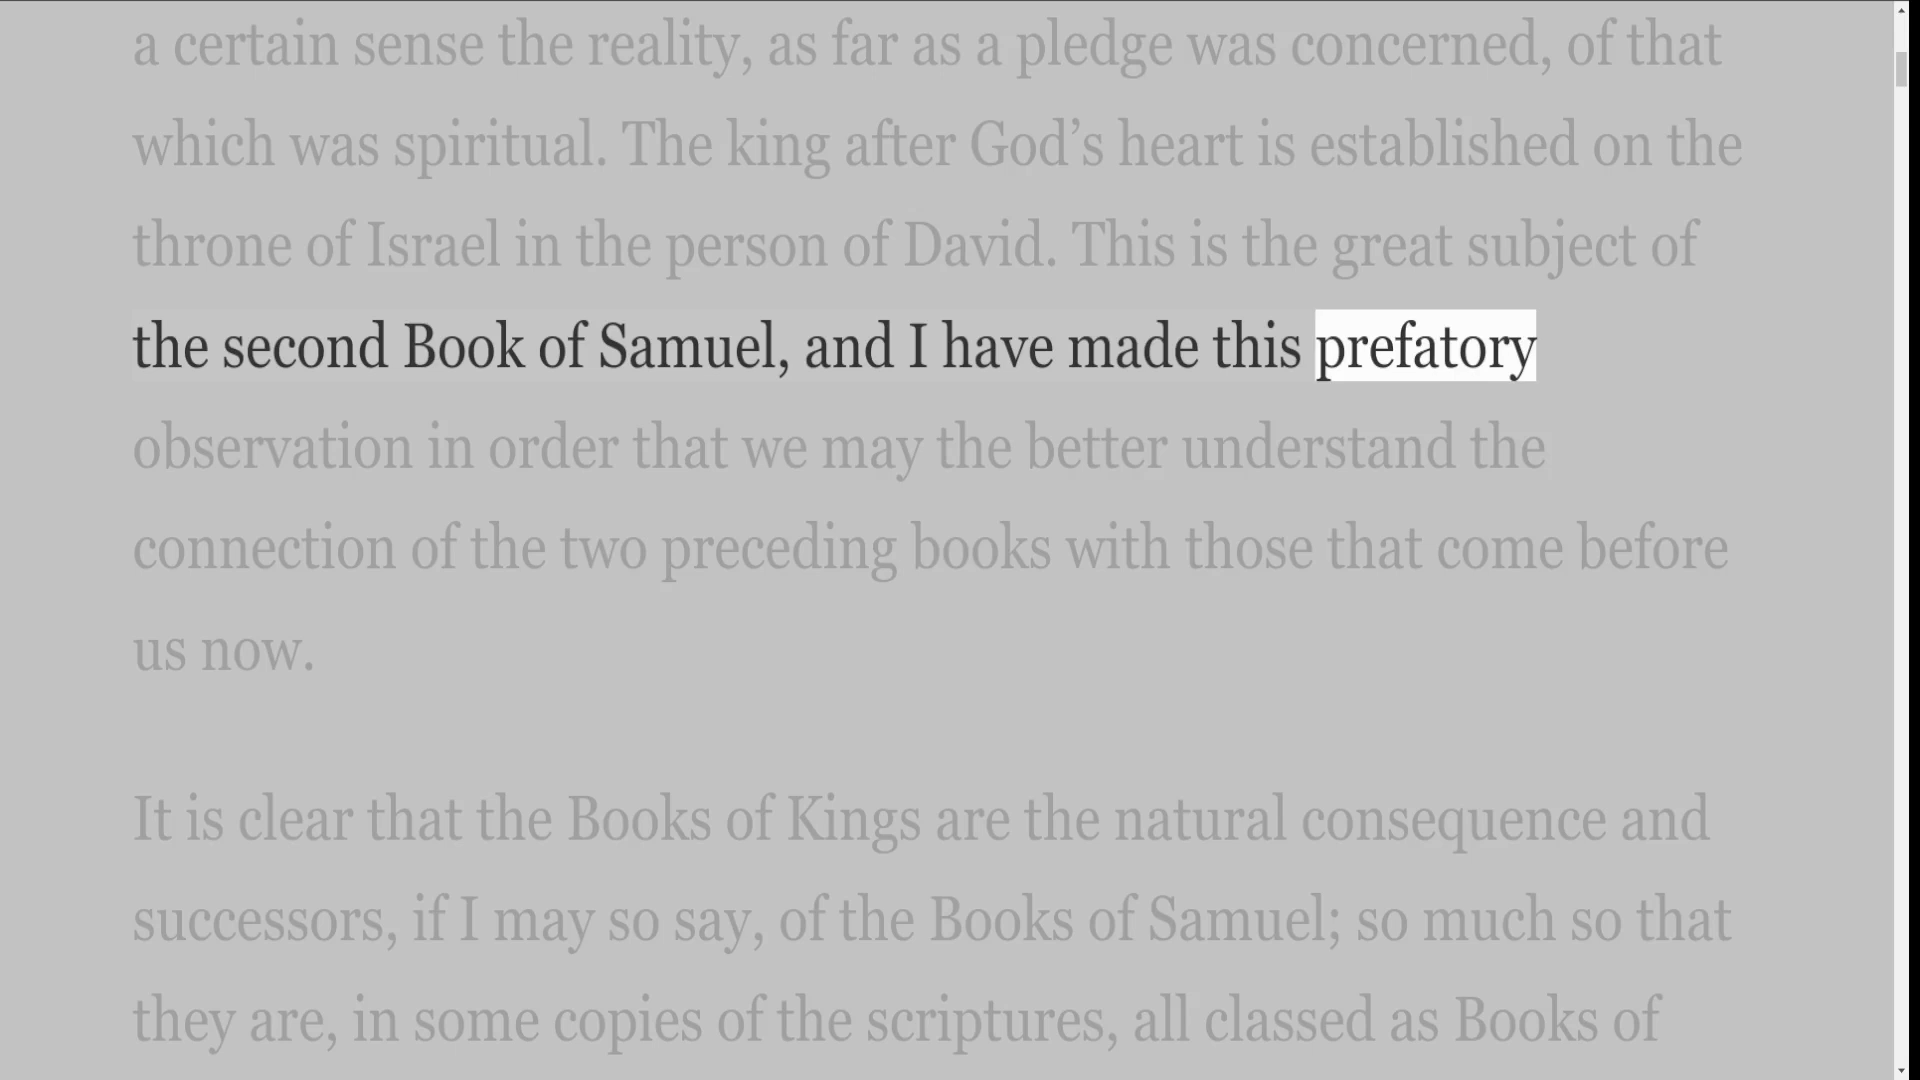 a certain sense the reality, as far as a pledge was concerned, of that
which was spiritual. The king after God’s heart is established on the
throne of Israel in the person of David. This is the great subject of
the second Book of Samuel, and I have made this prefatory
observation in order that we may the better understand the
connection of the two preceding books with those that come before
us now.
It is clear that the Books of Kings are the natural consequence and
successors, if I may so say, of the Books of Samuel; so much so that
they are, in some copies of the scriptures, all classed as Books of